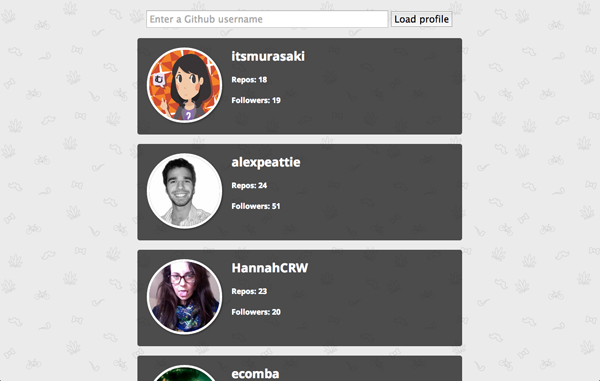 Enter a Github username Load profile
itsmurasaki
Repos: 18
Followers: 19
alexpeattie
Repos: 24
Followers: 51
HannahCRW
Repos: 23
Followers: 20
ecomba